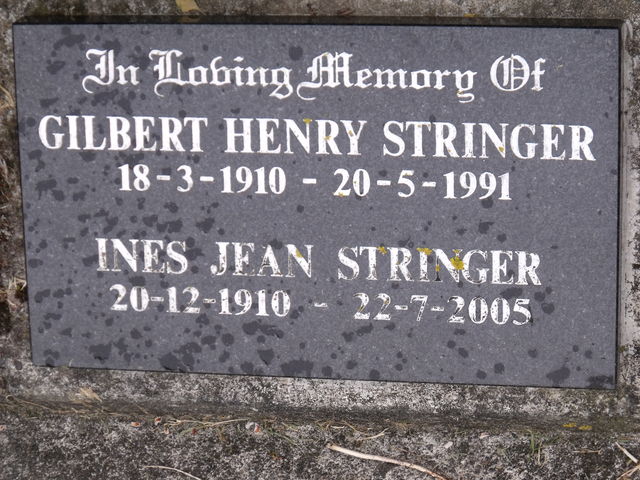 In Loving Memory Of
GILBERT HENRY STRINGER
18-3-1910 - 20-5-1991
INES JEAN STRINGER
20-12-1910 - 22-7-2005